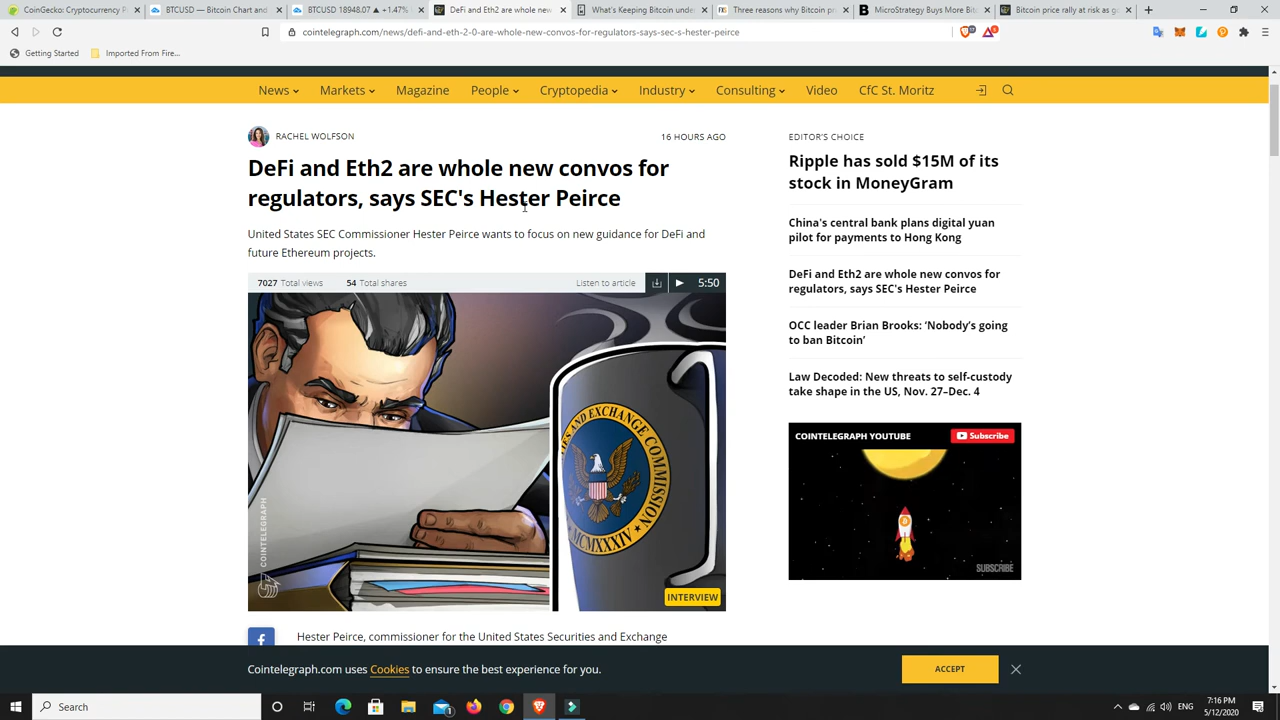 CoinGecko: Cryptocurrency P
BTCUSD — Bitcoin Chart and
BTCUSD 18948.07 ▲ +1.47%
DeFi and Eth2 are whole new
What's Keeping Bitcoin unde
Three reasons why Bitcoin p
MicroStrategy Buys More Bit
Bitcoin price rally at risk as g
cointelegraph.com/news/defi-and-eth-2-0-are-whole-new-convos-for-regulators-says-sec-s-hester-peirce
Getting Started
Imported From Fire...
News
Markets
Magazine
People
Cryptopedia
Industry
Consulting
Video
CfC St. Moritz
RACHEL WOLFSON
16 HOURS AGO
DeFi and Eth2 are whole new convos for
regulators, says SEC's Hester Peirce
United States SEC Commissioner Hester Peirce wants to focus on new guidance for DeFi and
future Ethereum projects.
7027 Total views
54 Total shares
Listen to article
5:50
ES AND EXCHANGE COMM
MCMXXXIV
COINTELEGRAPH
INTERVIEW
Hester Peirce, commissioner for the United States Securities and Exchange
EDITOR'S CHOICE
Ripple has sold $15M of its
stock in MoneyGram
China's central bank plans digital yuan
pilot for payments to Hong Kong
DeFi and Eth2 are whole new convos for
regulators, says SEC's Hester Peirce
OCC leader Brian Brooks: ‘Nobody’s going
to ban Bitcoin’
Law Decoded: New threats to self-custody
take shape in the US, Nov. 27–Dec. 4
COINTELEGRAPH YOUTUBE
Subscribe
SUBSCRIBE
Cointelegraph.com uses Cookies to ensure the best experience for you.
ACCEPT
Search
ENG
7:16 PM
5/12/2020